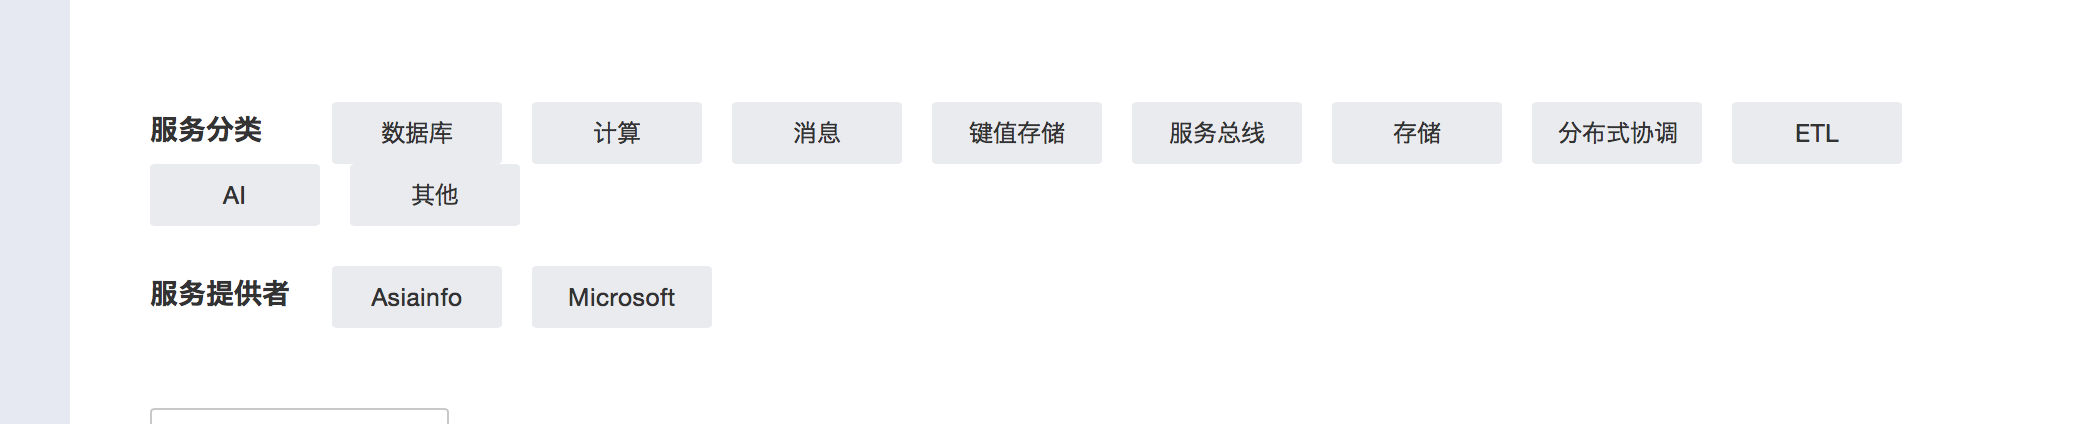 服务分类 数据库 计算 消息 键值存储 服务总线 存储 分布式协调 ETL
AI 其他
服务提供者 Asiainfo Microsoft